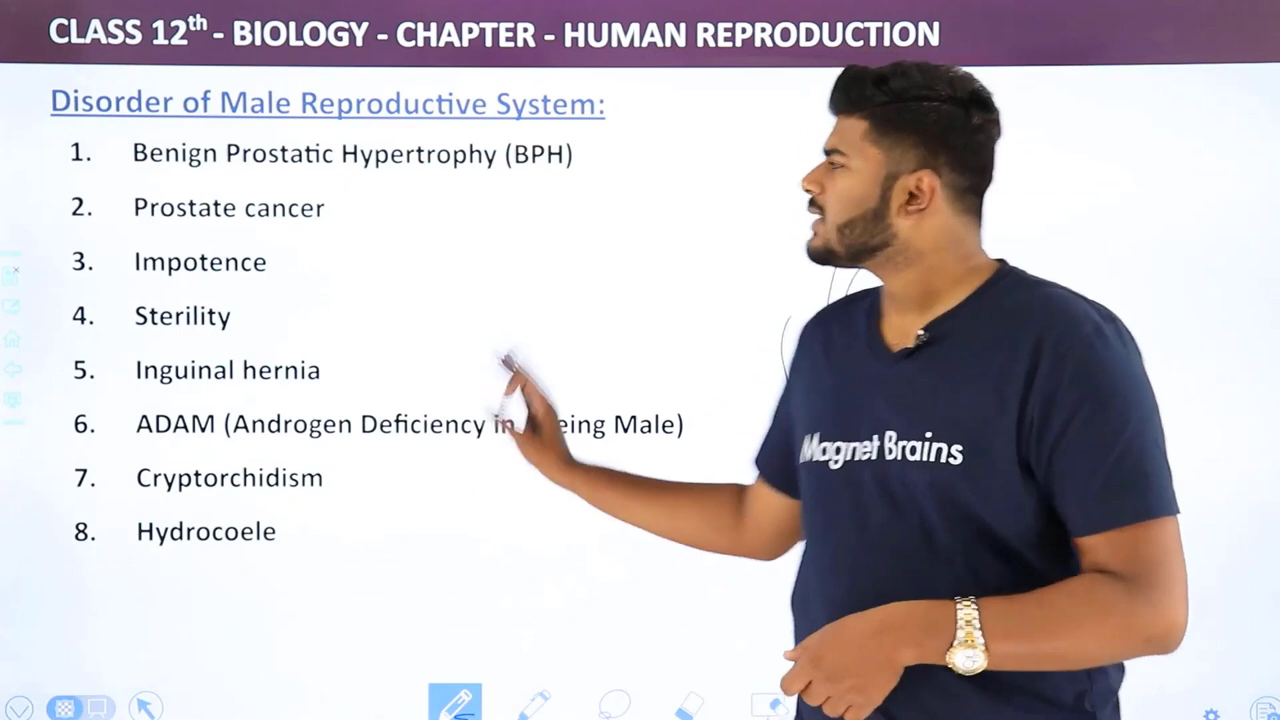 CLASS 12th - BIOLOGY - CHAPTER - HUMAN REPRODUCTION
Disorder of Male Reproductive System:
1. Benign Prostatic Hypertrophy (BPH)
2. Prostate cancer
3. Impotence
4. Sterility
5. Inguinal hernia
6. ADAM (Androgen Deficiency in eing Male)
7. Cryptorchidism
8. Hydrocoele
Magnet Brains